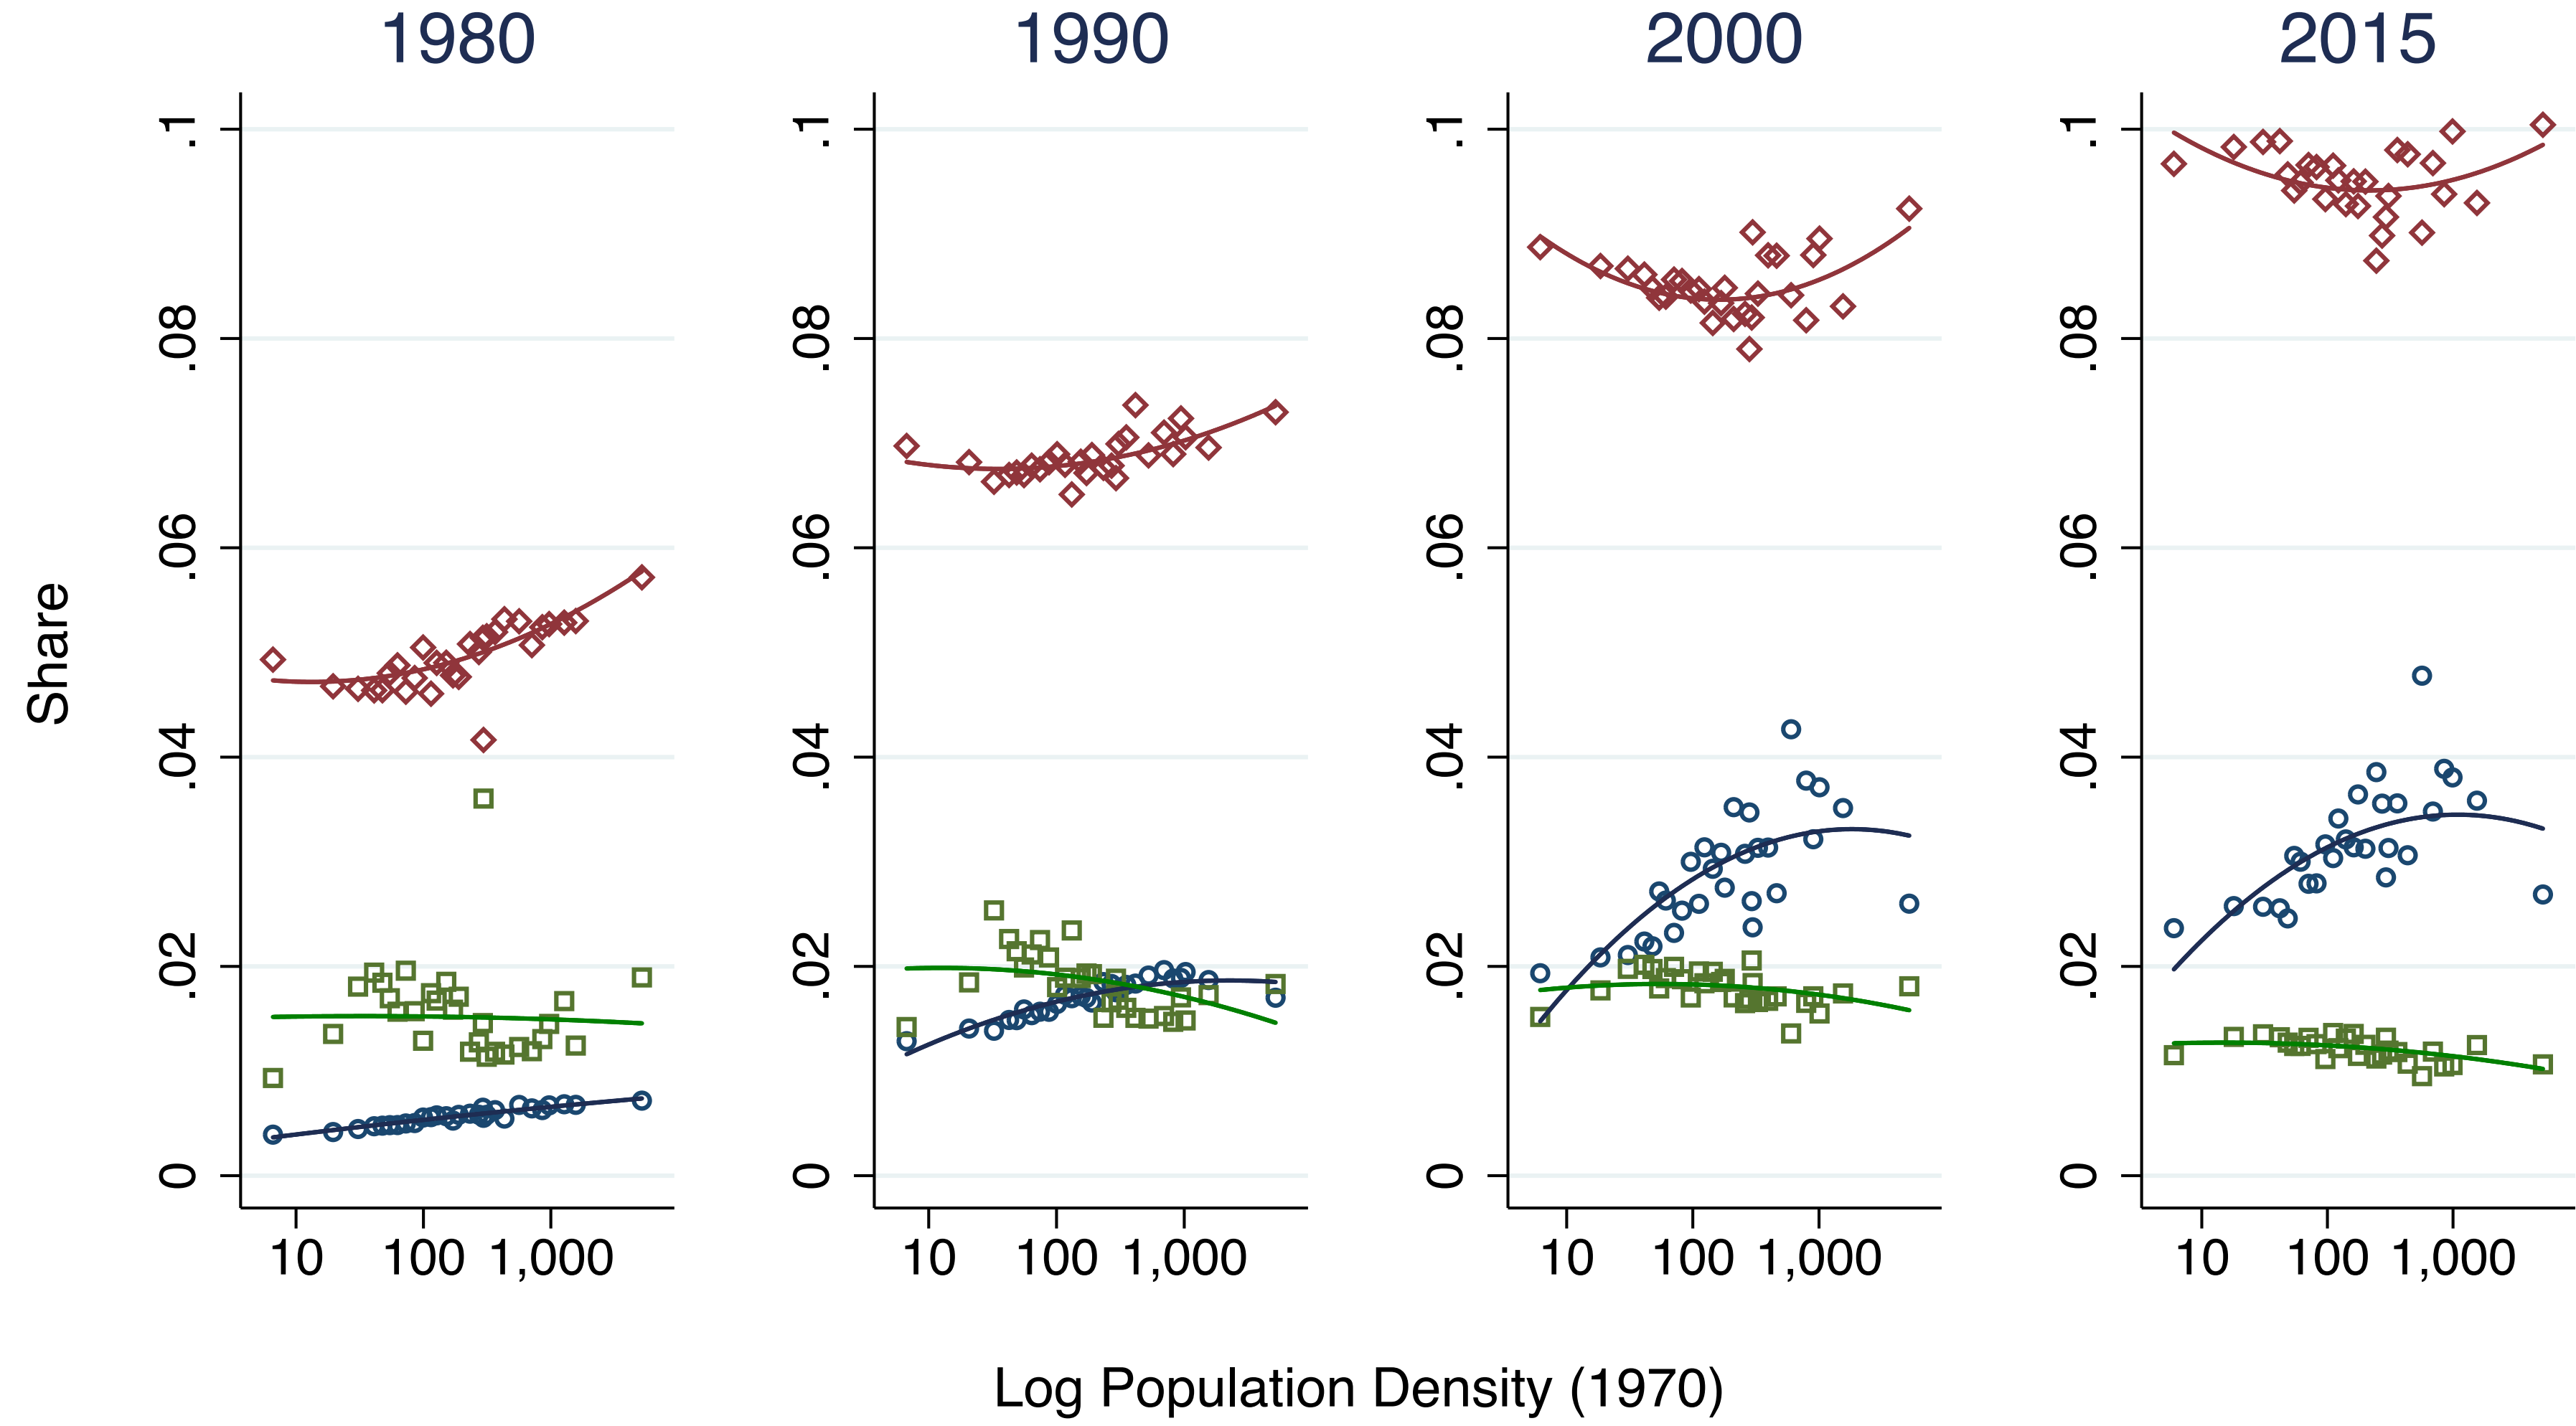 1980 1990 2000 2015
.1 .1 .1 .1
.08 .08 .08 .08
.06 .06 .06 .06
Share
.04 .04 .04 .04
.02 .02 .02 .02
0 0 0 0
10 100 1,000 10 100 1,000 10 100 1,000 10 100 1,000
Log Population Density (1970)